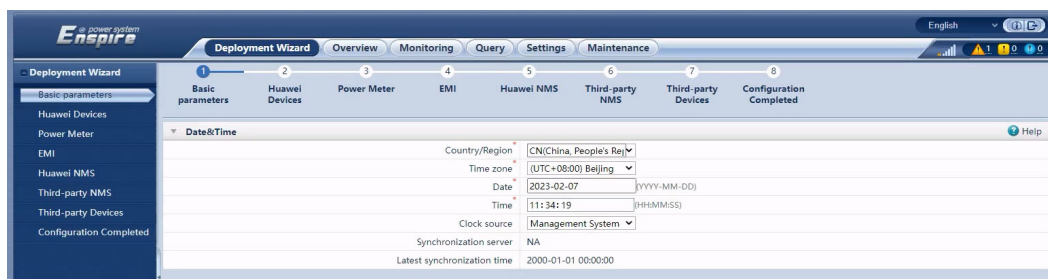 @ power system
Enspire
English
Deployment Wizard Overview Monitoring Query Settings Maintenance
1 0 0
Deployment Wizard
Basic parameters
Huawei Devices
Power Meter
EMI
Huawei NMS
Third-party NMS
Third-party Devices
Configuration Completed
1 2 3 4 5 6 7 8
Basic parameters Huawei Devices Power Meter EMI Huawei NMS Third-party NMS Third-party Devices Configuration Completed
Date&Time Help
Country/Region* CN(China, People's Rep
Time zone* (UTC+08:00) Beijing
Date* 2023-02-07 (YYYY-MM-DD)
Time* 11:34:19 (HH:MM:SS)
Clock source Management System
Synchronization server NA
Latest synchronization time 2000-01-01 00:00:00